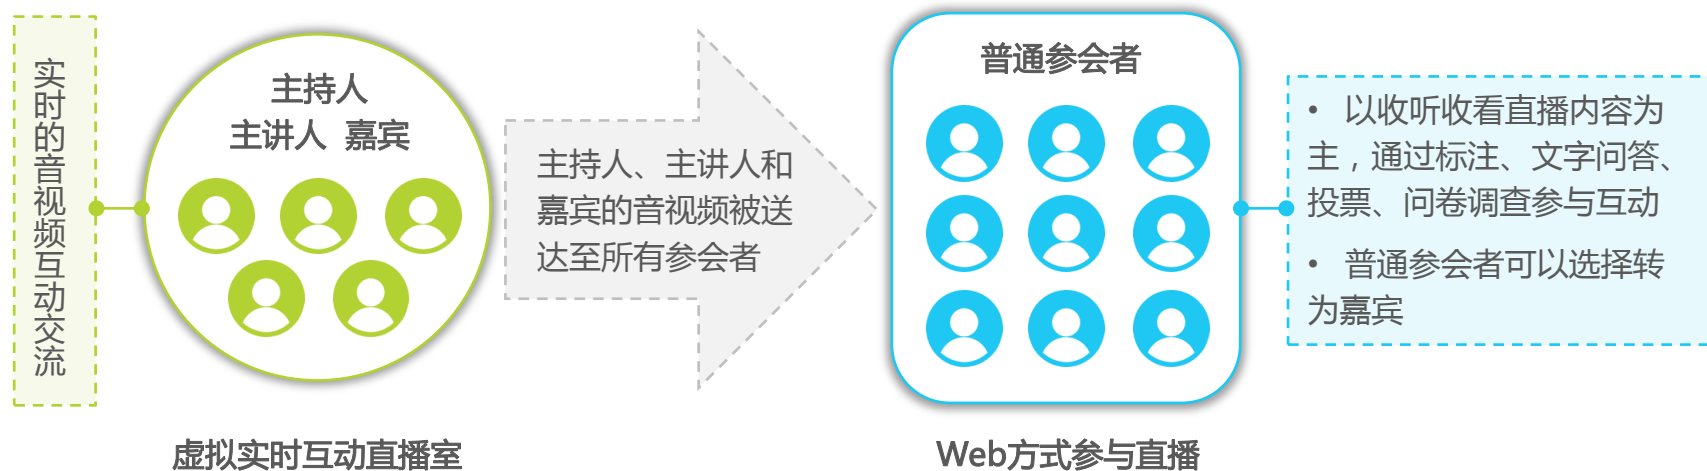 实时的音视频互动交流
主持人
主讲人 嘉宾
虚拟实时互动直播室
主持人、主讲人和
嘉宾的音视频被送
达至所有参会者
普通参会者
Web方式参与直播
• 以收听收看直播内容为
主，通过标注、文字问答、
投票、问卷调查参与互动
• 普通参会者可以选择转
为嘉宾